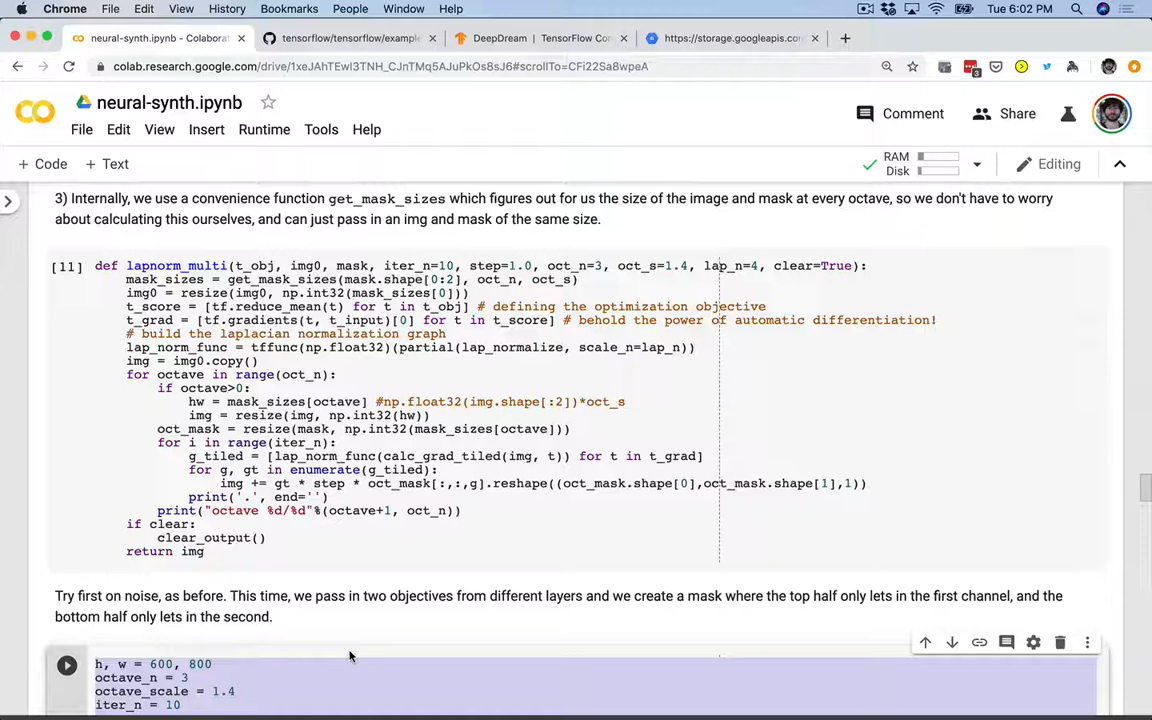 Chrome File Edit View History Bookmarks People Window Help Tue 6:02 PM
neural-synth.ipynb - Colaborat tensorflow/tensorflow/example DeepDream | TensorFlow Cor https://storage.googleapis.com
colab.research.google.com/drive/1xeJAhTEwI3TNH_CJnTMq5AJuPkOs8sJ6#scrollTo=CFi22Sa8wpeA
neural-synth.ipynb
Comment Share
File Edit View Insert Runtime Tools Help
+ Code + Text RAM Disk Editing
3) Internally, we use a convenience function get_mask_sizes which figures out for us the size of the image and mask at every octave, so we don't have to worry
about calculating this ourselves, and can just pass in an img and mask of the same size.
[11] def lapnorm_multi(t_obj, img0, mask, iter_n=10, step=1.0, oct_n=3, oct_s=1.4, lap_n=4, clear=True):
mask_sizes = get_mask_sizes(mask.shape[0:2], oct_n, oct_s)
img0 = resize(img0, np.int32(mask_sizes[0]))
t_score = [tf.reduce_mean(t) for t in t_obj] # defining the optimization objective
t_grad = [tf.gradients(t, t_input)[0] for t in t_score] # behold the power of automatic differentiation!
# build the laplacian normalization graph
lap_norm_func = tffunc(np.float32)(partial(lap_normalize, scale_n=lap_n))
img = img0.copy()
for octave in range(oct_n):
if octave>0:
hw = mask_sizes[octave] #np.float32(img.shape[:2])*oct_s
img = resize(img, np.int32(hw))
oct_mask = resize(mask, np.int32(mask_sizes[octave]))
for i in range(iter_n):
g_tiled = [lap_norm_func(calc_grad_tiled(img, t)) for t in t_grad]
for g, gt in enumerate(g_tiled):
img += gt * step * oct_mask[:,:,g].reshape((oct_mask.shape[0],oct_mask.shape[1],1))
print('.', end='')
print("octave %d/%d"%(octave+1, oct_n))
if clear:
clear_output()
return img
Try first on noise, as before. This time, we pass in two objectives from different layers and we create a mask where the top half only lets in the first channel, and the
bottom half only lets in the second.
h, w = 600, 800
octave_n = 3
octave_scale = 1.4
iter_n = 10